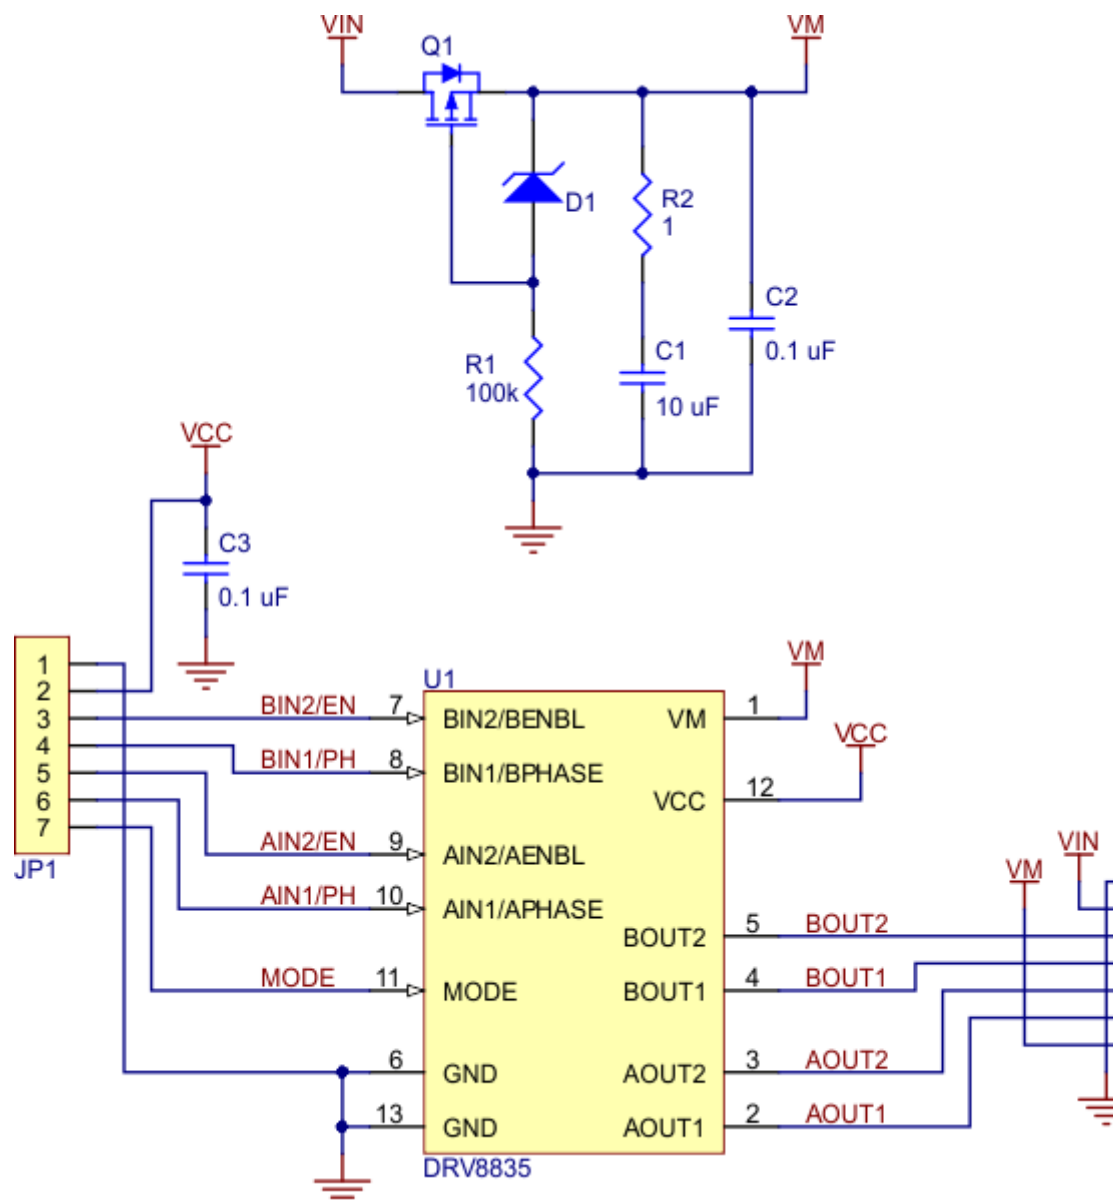 VIN
VM
Q1
D1
R2
1
C2
0.1 uF
C1
10 uF
R1
100k
VCC
C3
0.1 uF
1
2
3
4
5
6
7
JP1
BIN2/EN 7
BIN1/PH 8
AIN2/EN 9
AIN1/PH 10
MODE 11
6
13
U1
BIN2/BENBL
BIN1/BPHASE
AIN2/AENBL
AIN1/APHASE
MODE
GND
GND
VM
VCC
BOUT2
BOUT1
AOUT2
AOUT1
DRV8835
1
VM
12
VCC
5 BOUT2
4 BOUT1
3 AOUT2
2 AOUT1
VIN
VM